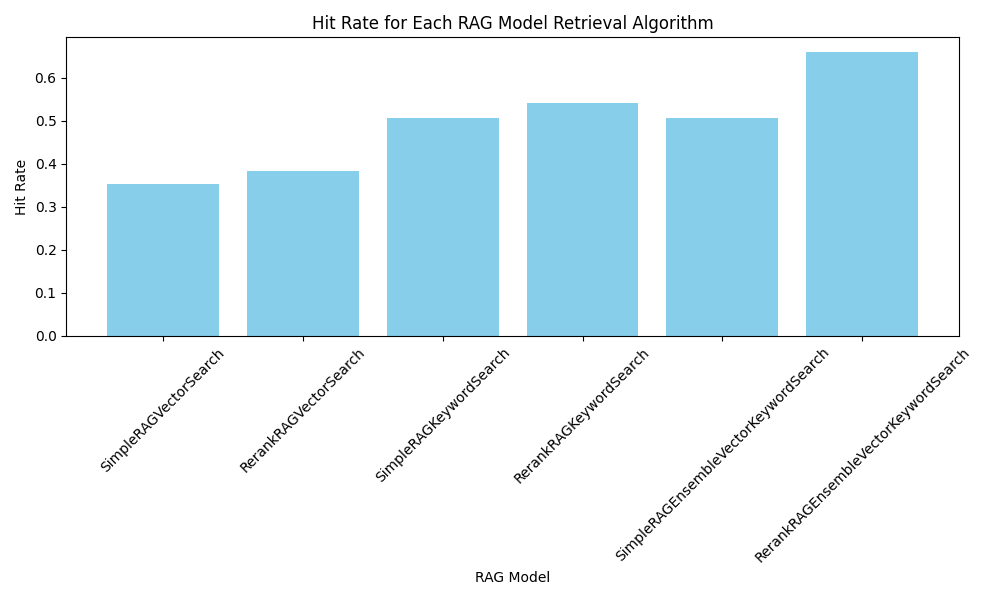 Hit Rate for Each RAG Model Retrieval Algorithm
Hit Rate
0.6
0.5
0.4
0.3
0.2
0.1
0.0
SimpleRAGVectorSearch
RerankRAGVectorSearch
SimpleRAGKeywordSearch
RerankRAGKeywordSearch
SimpleRAGEnsembleVectorKeywordSearch
RerankRAGEnsembleVectorKeywordSearch
RAG Model